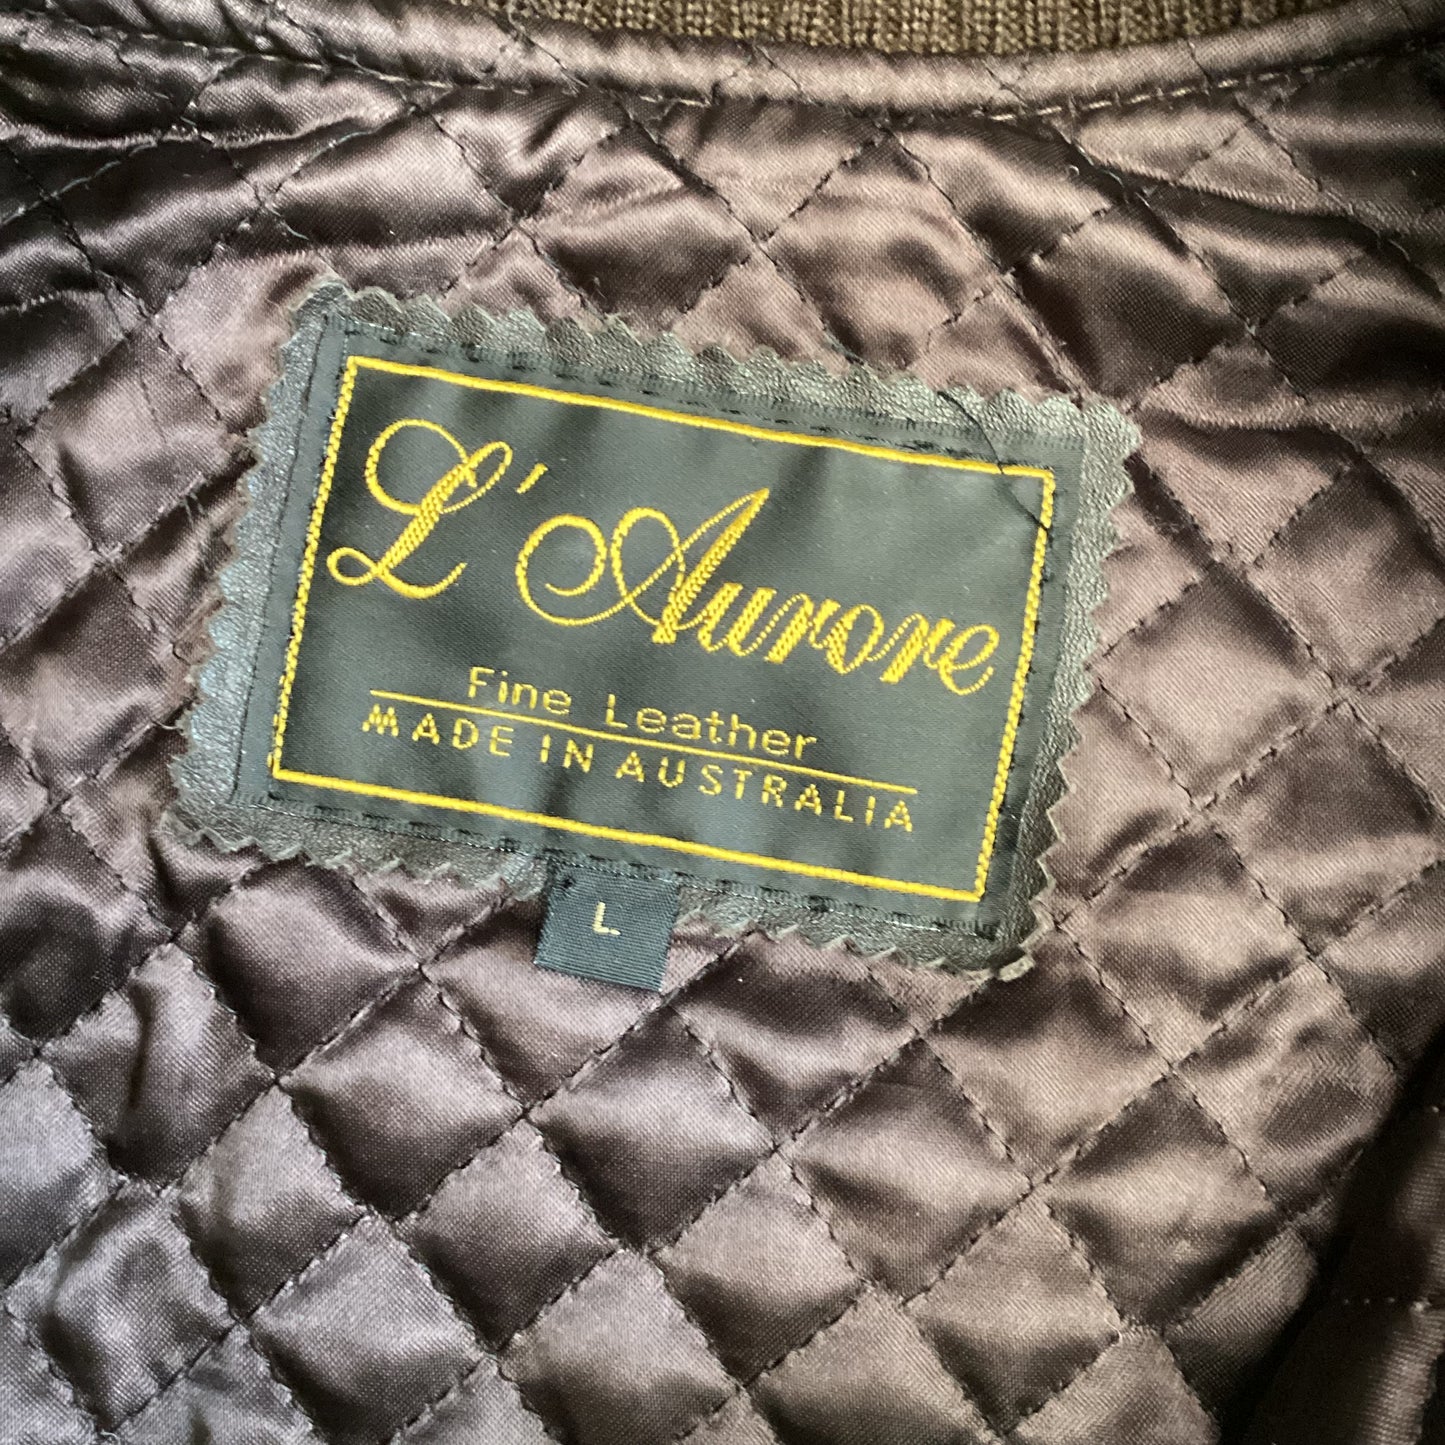 L'Aurore
Fine Leather
MADE IN AUSTRALIA
L.